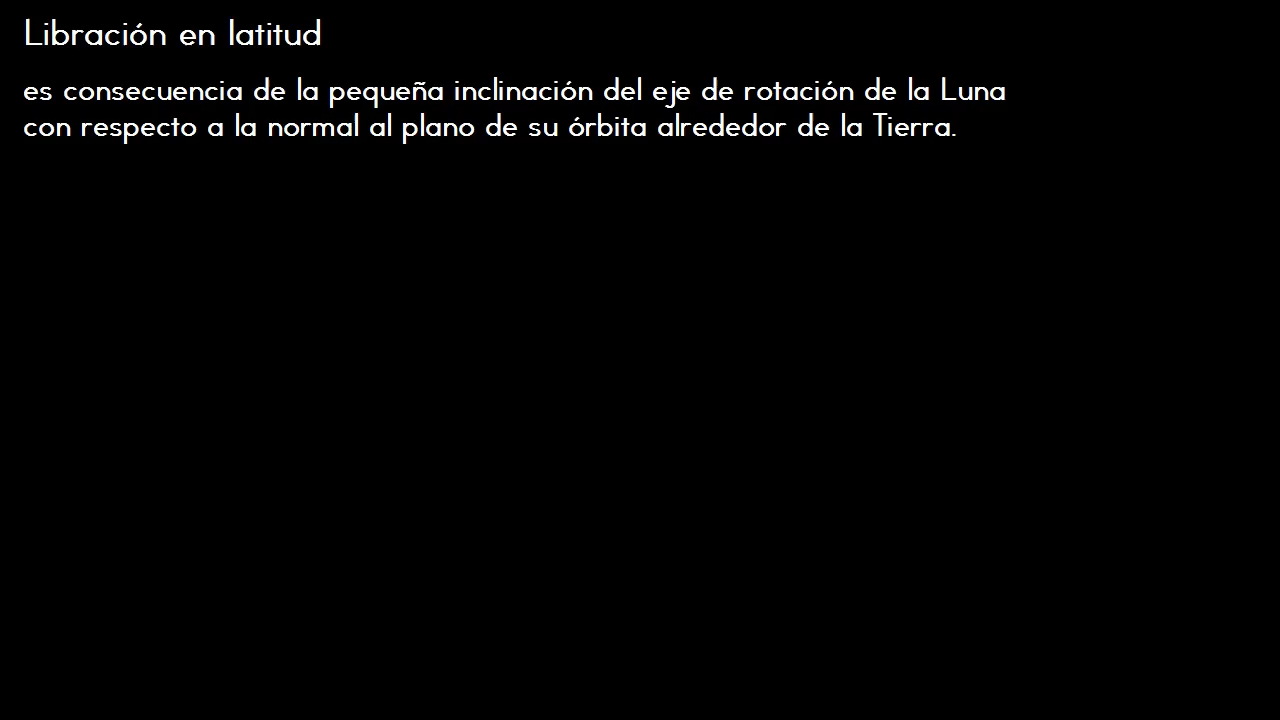 Libración en latitud
es consecuencia de la pequeña inclinación del eje de rotación de la Luna
con respecto a la normal al plano de su órbita alrededor de la Tierra.